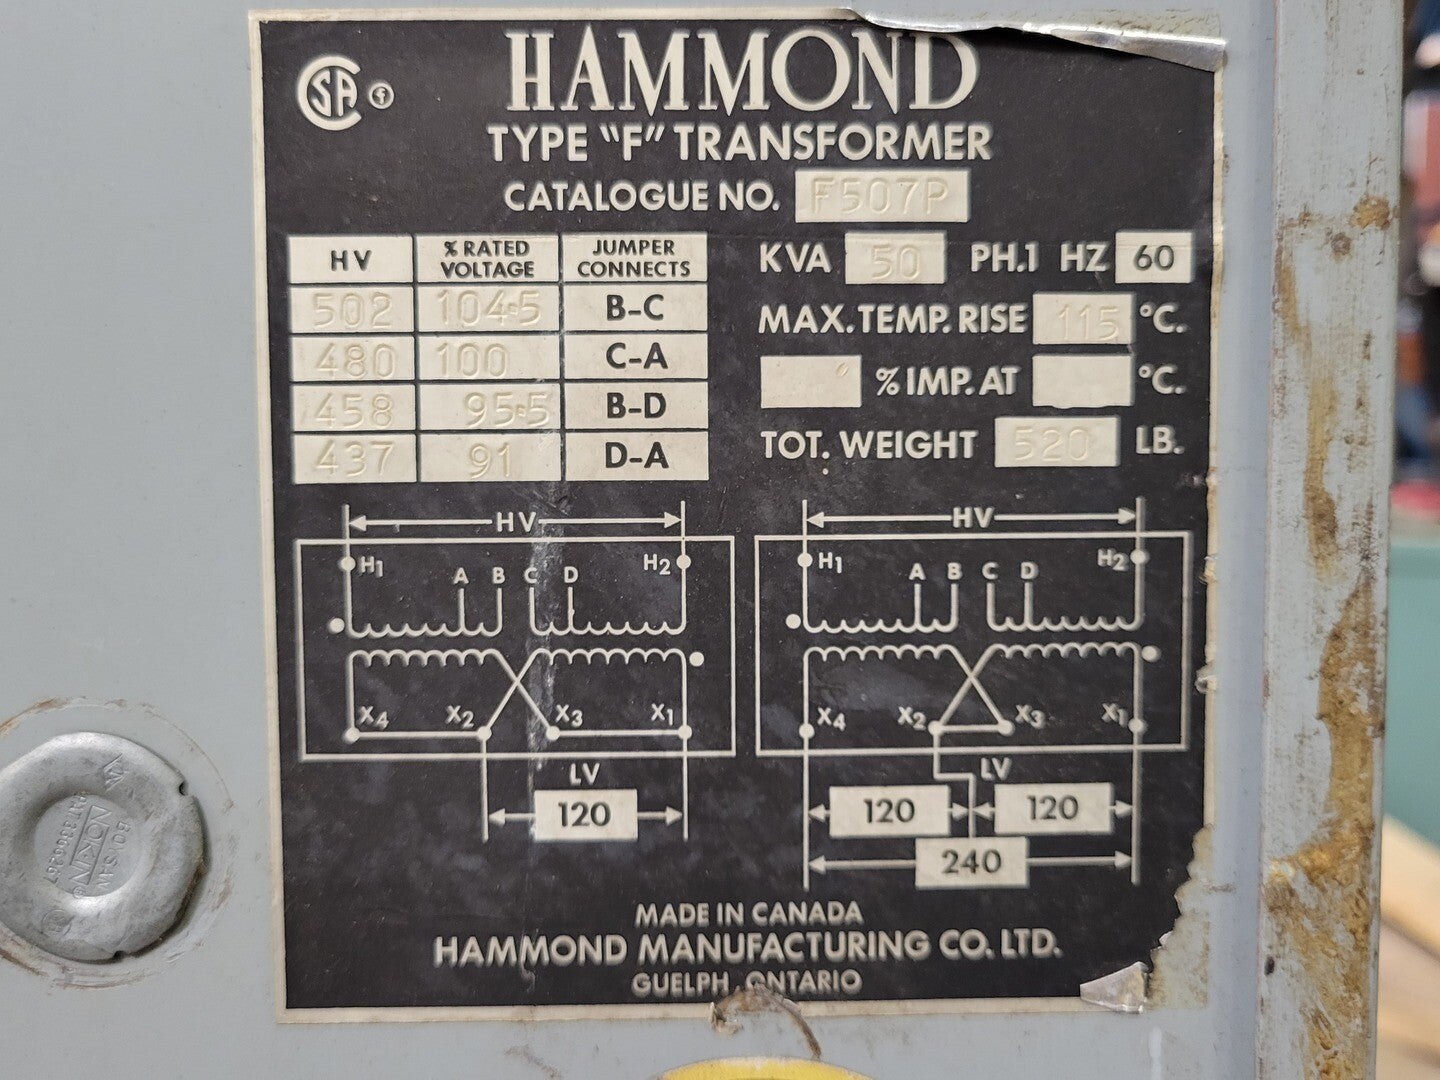 CSA
HAMMOND
TYPE "F" TRANSFORMER
CATALOGUE NO. F507P
HV % RATED VOLTAGE JUMPER CONNECTS
502 104.5 B-C
480 100 C-A
458 95.5 B-D
437 91 D-A
KVA 50 PH.1 HZ 60
MAX. TEMP. RISE 115 °C.
% IMP. AT °C.
TOT. WEIGHT 520 LB.
HV
H1 A B C D H2
X4 X2 X3 X1
LV
120
HV
H1 A B C D H2
X4 X2 X3 X1
LV
120 120
240
MADE IN CANADA
HAMMOND MANUFACTURING CO. LTD.
GUELPH, ONTARIO
NOKIN